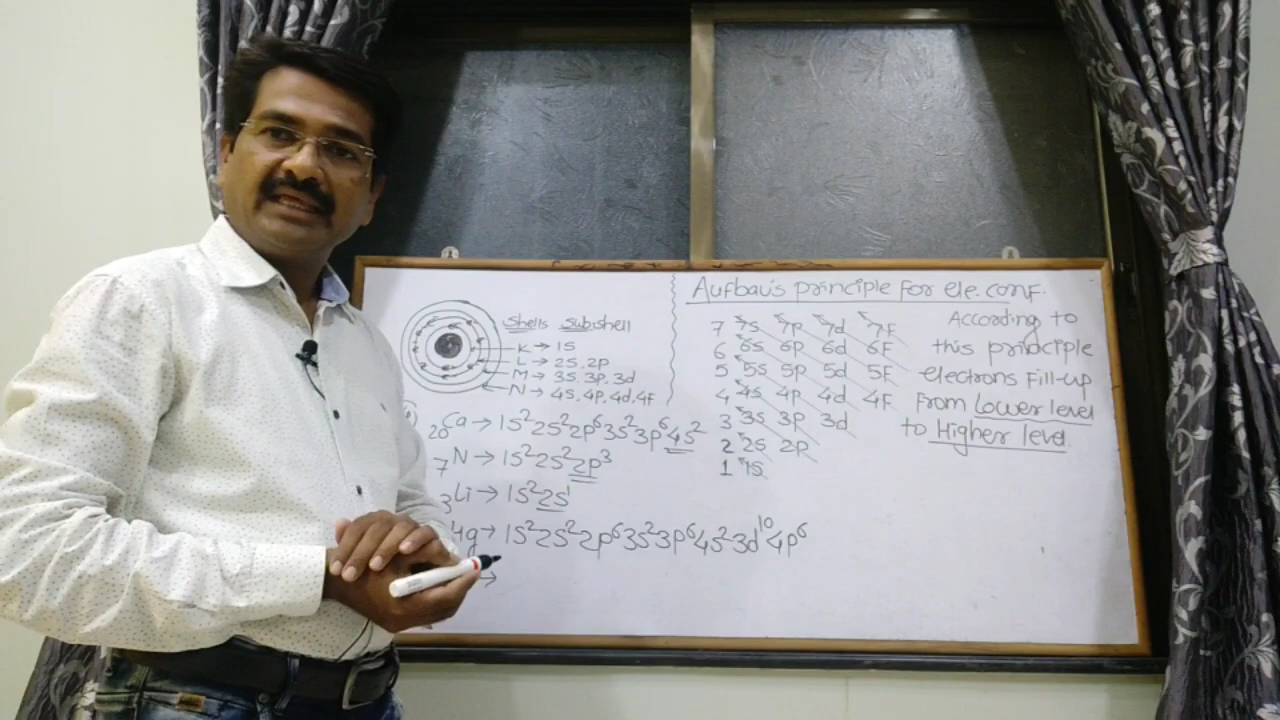 Shells Subshell
K → 1S
L → 2S, 2P
M → 3S, 3P, 3d
N → 4S, 4P, 4d, 4F
₂₀Ca → 1S²2S²2P⁶3S²3P⁶4S²
₇N → 1S²2S²2P³
₃Li → 1S²2S¹
→ 1S²2S²2P⁶3S²3P⁶4S²3d¹⁰4P⁶
→
Aufbau's principle for ele. conf.
7 7S 7P 7d 7F
6 6S 6P 6d 6F
5 5S 5P 5d 5F
4 4S 4P 4d 4F
3 3S 3P 3d
2 2S 2P
1 1S
According to
this principle
electrons Fill-up
From Lower level
to Higher level.